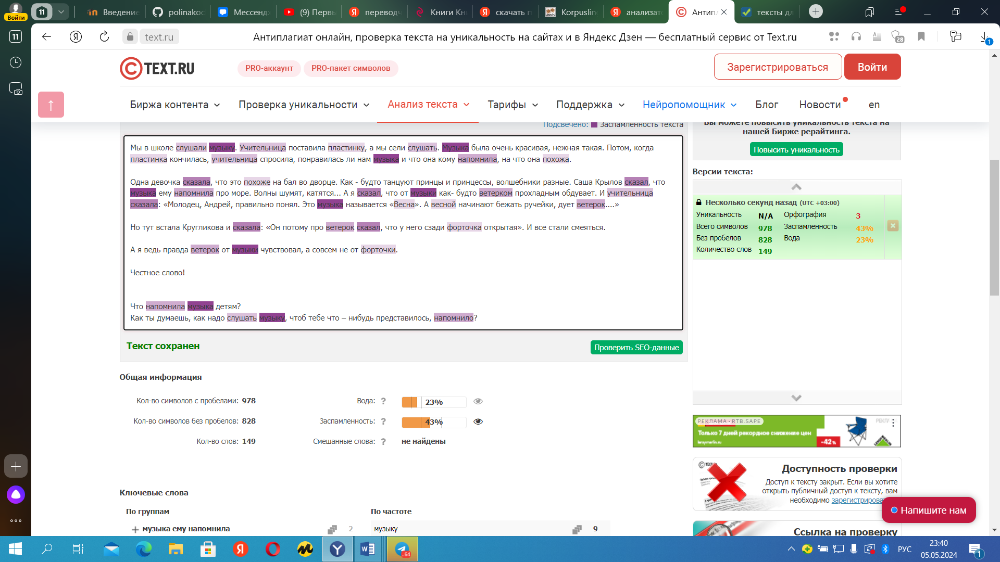 Войти
11
Введение
polinakoc
Мессендж
(9) Первы
переводч
Книги Кн
скачать п
Korpuslin
анализато
Антипл
тексты дл
11
text.ru
Антиплагиат онлайн, проверка текста на уникальность на сайтах и в Яндекс Дзен — бесплатный сервис от Text.ru
28
1
TEXT.RU
PRO-аккаунт
PRO-пакет символов
Зарегистрироваться
Войти
Биржа контента
Проверка уникальности
Анализ текста
Тарифы
Поддержка
Нейропомощник
Блог
Новости
en
Подсвечено: Заспамленность текста
Мы в школе слушали музыку. Учительница поставила пластинку, а мы сели слушать. Музыка была очень красивая, нежная такая. Потом, когда
пластинка кончилась, учительница спросила, понравилась ли нам музыка и что она кому напомнила, на что она похожа.
Одна девочка сказала, что это похоже на бал во дворце. Как - будто танцуют принцы и принцессы, волшебники разные. Саша Крылов сказал, что
музыка ему напомнила про море. Волны шумят, катятся... А я сказал, что от музыки как- будто ветерком прохладным обдувает. И учительница
сказала: «Молодец, Андрей, правильно понял. Это музыка называется «Весна». А весной начинают бежать ручейки, дует ветерок....»
Но тут встала Кругликова и сказала: «Он потому про ветерок сказал, что у него сзади форточка открытая». И все стали смеяться.
А я ведь правда ветерок от музыки чувствовал, а совсем не от форточки.
Честное слово!
Что напомнила музыка детям?
Как ты думаешь, как надо слушать музыку, чтоб тебе что – нибудь представилось, напомнило?
Текст сохранен
Проверить SEO-данные
Вы можете повысить уникальность текста на
нашей Бирже рерайтинга.
Повысить уникальность
Версии текста:
Несколько секунд назад (UTC +03:00)
Уникальность N/A Орфография 3
Всего символов 978 Заспамленность 43%
Без пробелов 828 Вода 23%
Количество слов 149
Общая информация
Кол-во символов с пробелами: 978
Вода: ? 23%
Кол-во символов без пробелов: 828
Заспамленность: ? 43%
Кол-во слов: 149
Смешанные слова: ? не найдены
РЕКЛАМА • RTB.SAPE
Только 7 дней рекордное снижение цен
leroymerlin.ru
-42%
LEROY MERLIN
Доступность проверки
Доступ к тексту закрыт. Если вы хотите
открыть публичный доступ к тексту, вам
необходимо зарегистрирова
Напишите нам
Ссылка на проверку
Ключевые слова
По группам
По частоте
музыка ему напомнила 2
музыку 9
..64
РУС
23:40
05.05.2024
1